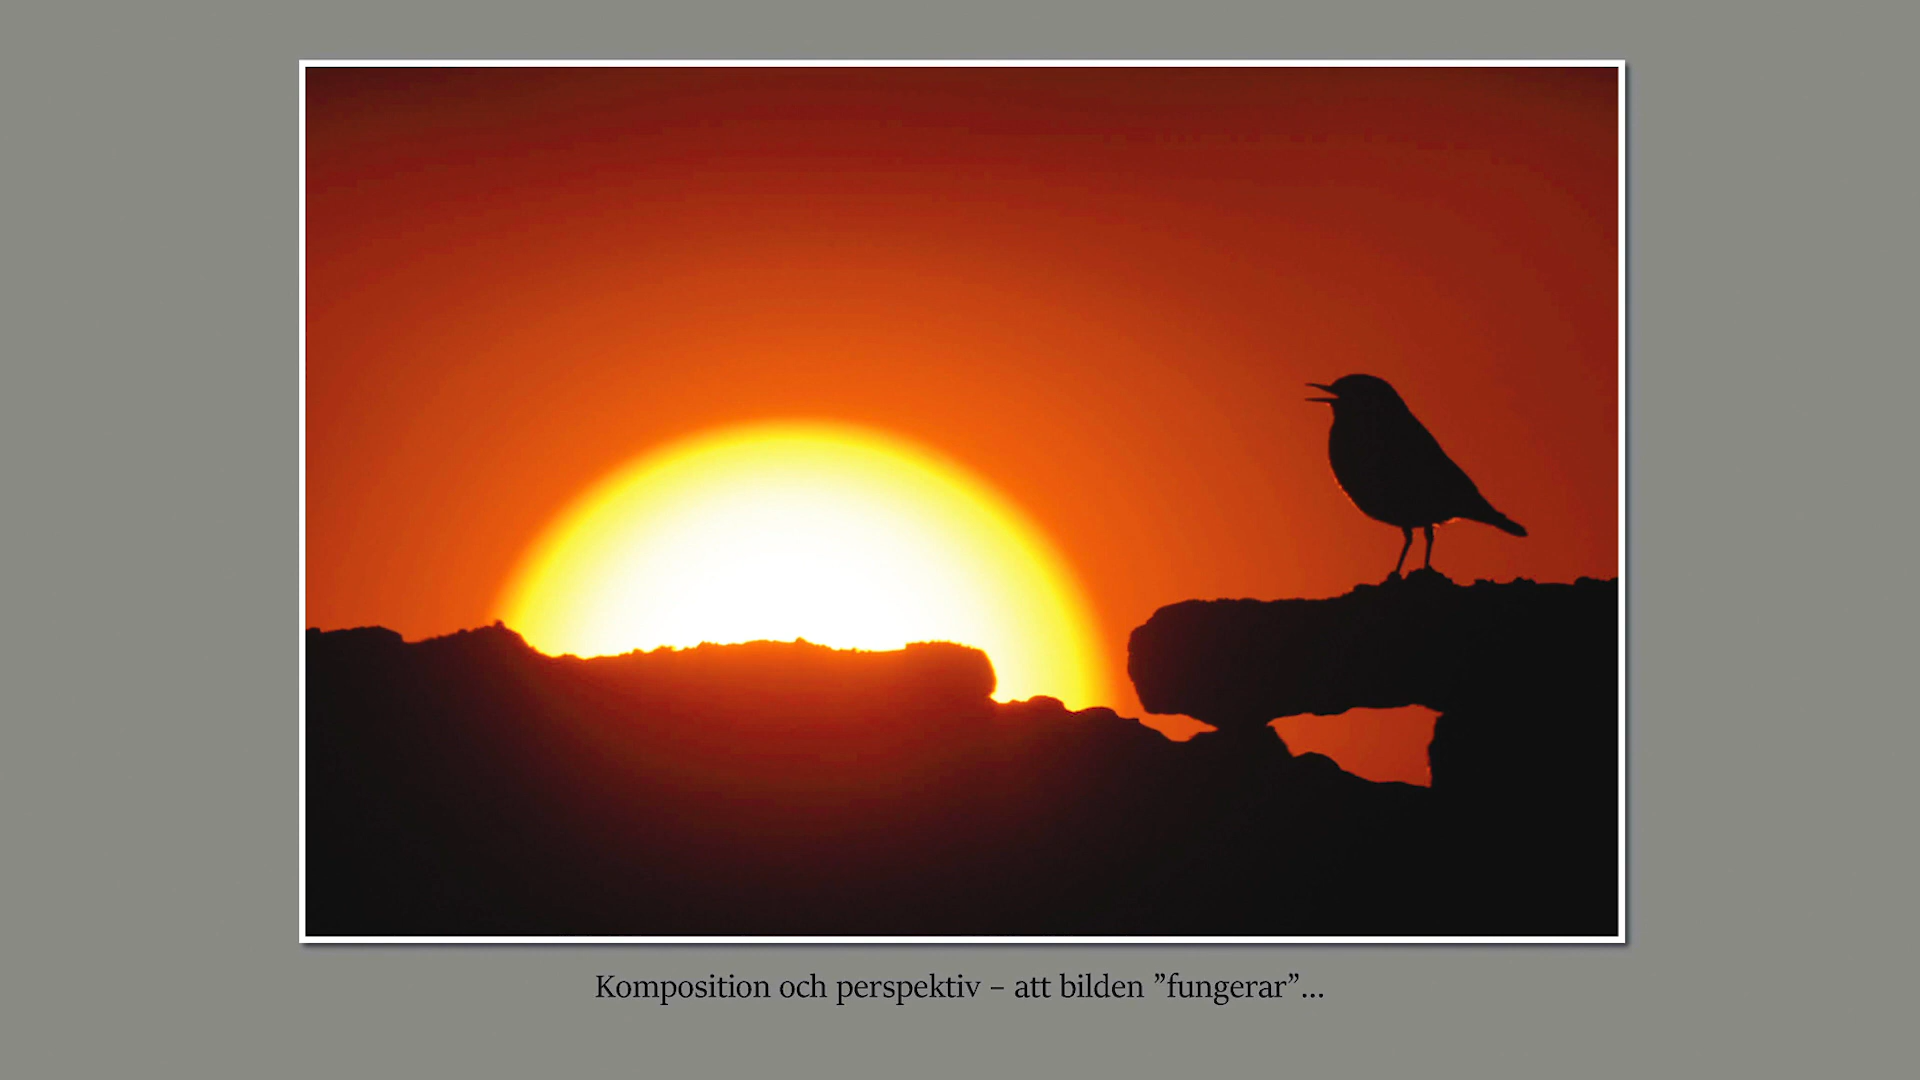 Komposition och perspektiv – att bilden ”fungerar”...